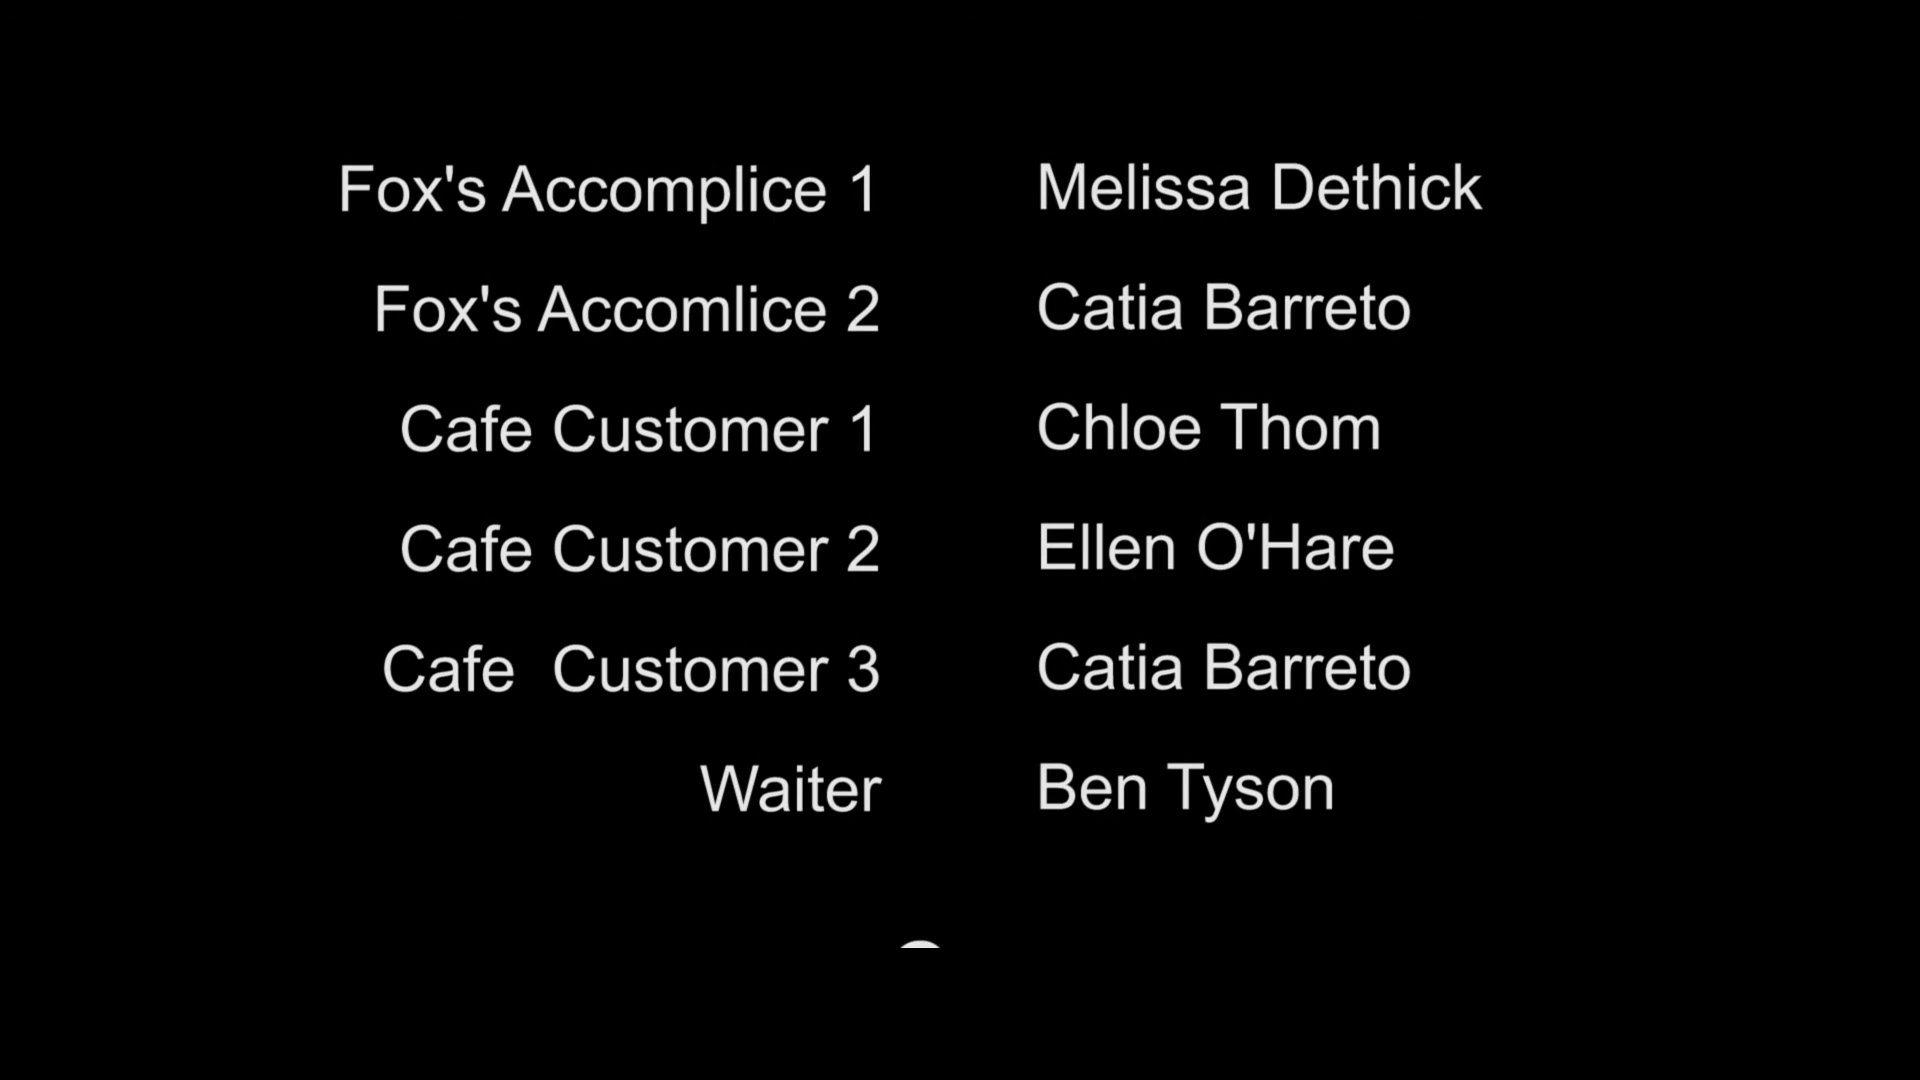 Fox's Accomplice 1 Melissa Dethick
Fox's Accomlice 2 Catia Barreto
Cafe Customer 1 Chloe Thom
Cafe Customer 2 Ellen O'Hare
Cafe  Customer 3 Catia Barreto
Waiter Ben Tyson